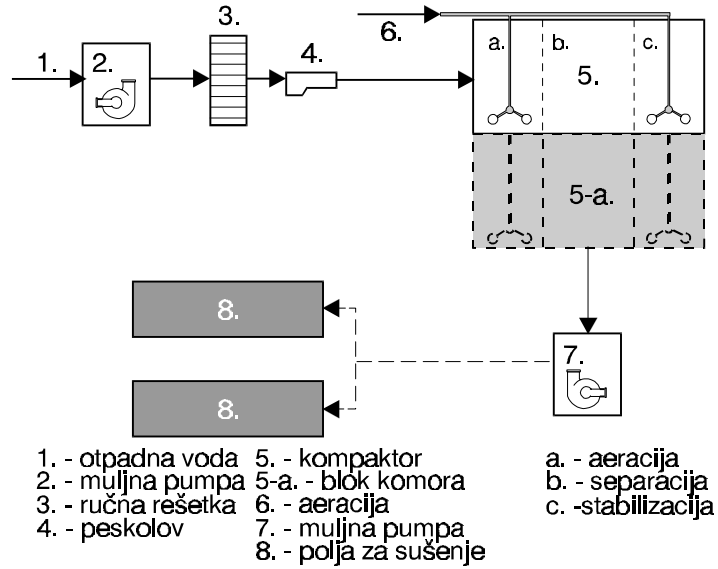 1.
2.
3.
4.
6.
a.
b.
c.
5.
5-a.
7.
8.
8.
1. - otpadna voda
2. - muljna pumpa
3. - ručna rešetka
4. - peskolov
5. - kompaktor
5-a. - blok komora
6. - aeracija
7. - muljna pumpa
8. - polja za sušenje
a. - aeracija
b. - separacija
c. -stabilizacija